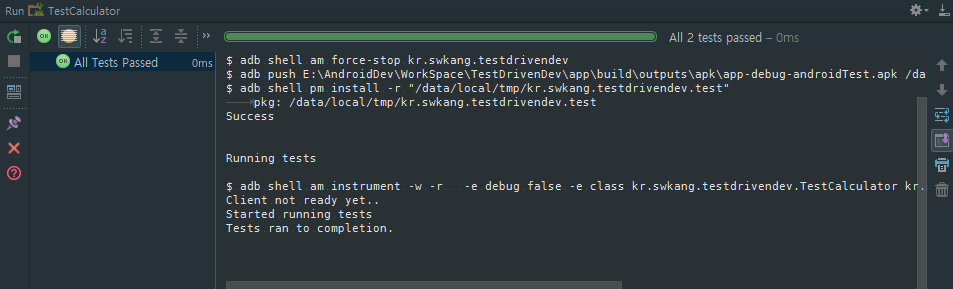 Run TestCalculator
ON
All 2 tests passed – 0ms
ON All Tests Passed 0ms
$ adb shell am force-stop kr.swkang.testdrivendev
$ adb push E:\AndroidDev\WorkSpace\TestDrivenDev\app\build\outputs\apk\app-debug-androidTest.apk /da
$ adb shell pm install -r "/data/local/tmp/kr.swkang.testdrivendev.test"
pkg: /data/local/tmp/kr.swkang.testdrivendev.test
Success
Running tests
$ adb shell am instrument -w -r -e debug false -e class kr.swkang.testdrivendev.TestCalculator kr.
Client not ready yet..
Started running tests
Tests ran to completion.